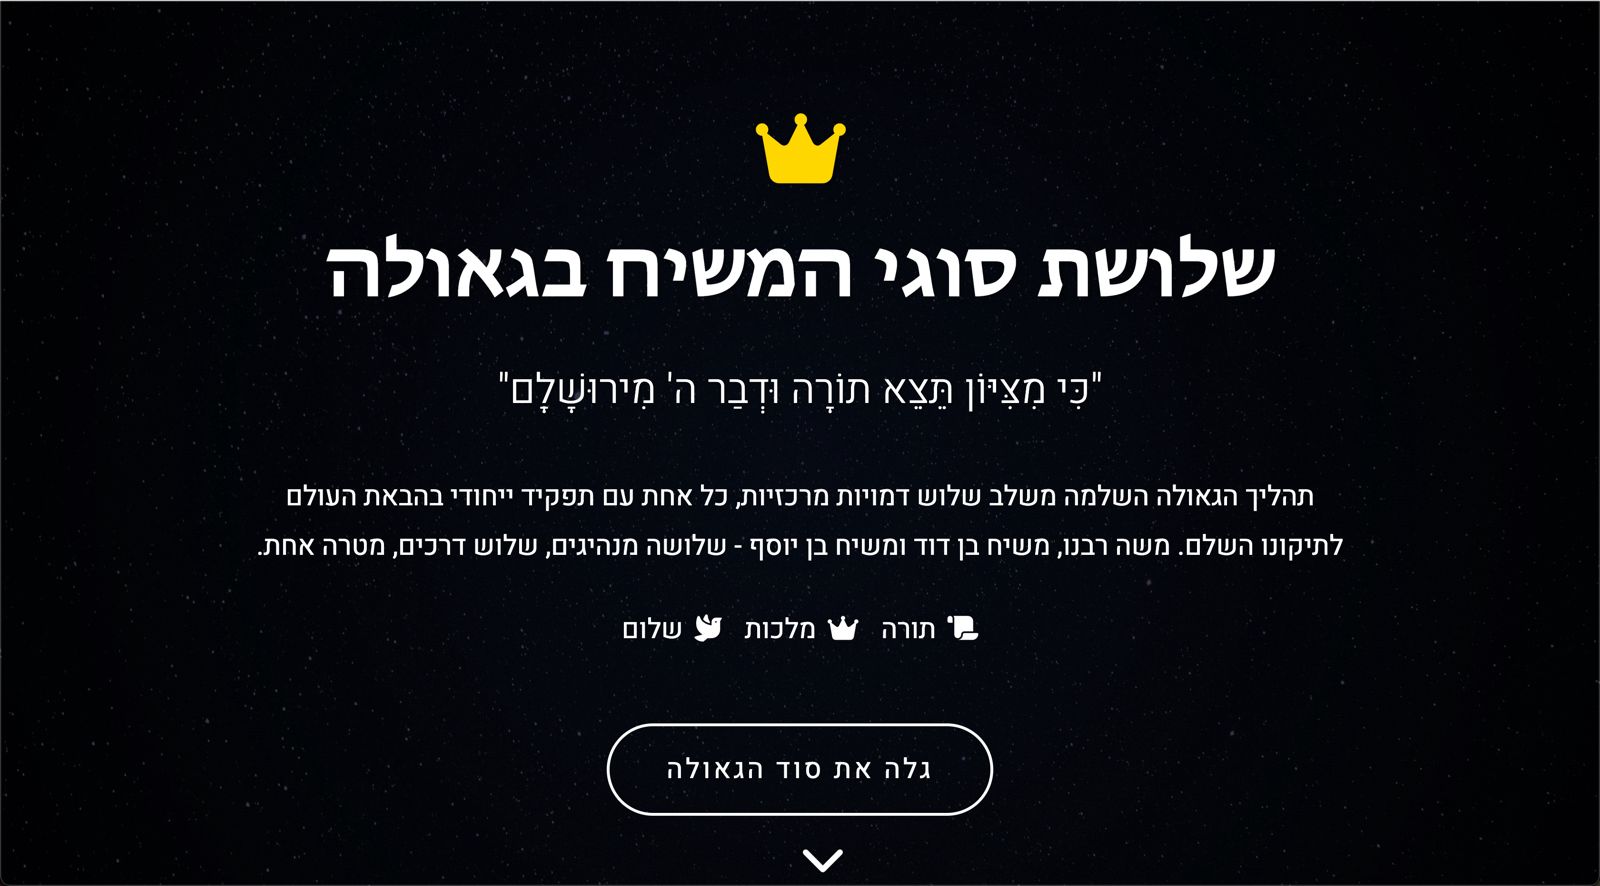 שלושת סוגי המשיח בגאולה
"כִּי מִצִּיּוֹן תֵּצֵא תוֹרָה וּדְבַר ה' מִירוּשָׁלָםִ"
תהליך הגאולה השלמה משלב שלוש דמויות מרכזיות, כל אחת עם תפקיד ייחודי בהבאת העולם
לתיקונו השלם. משה רבנו, משיח בן דוד ומשיח בן יוסף - שלושה מנהיגים, שלוש דרכים, מטרה אחת.
תורה מלכות שלום
גלה את סוד הגאולה